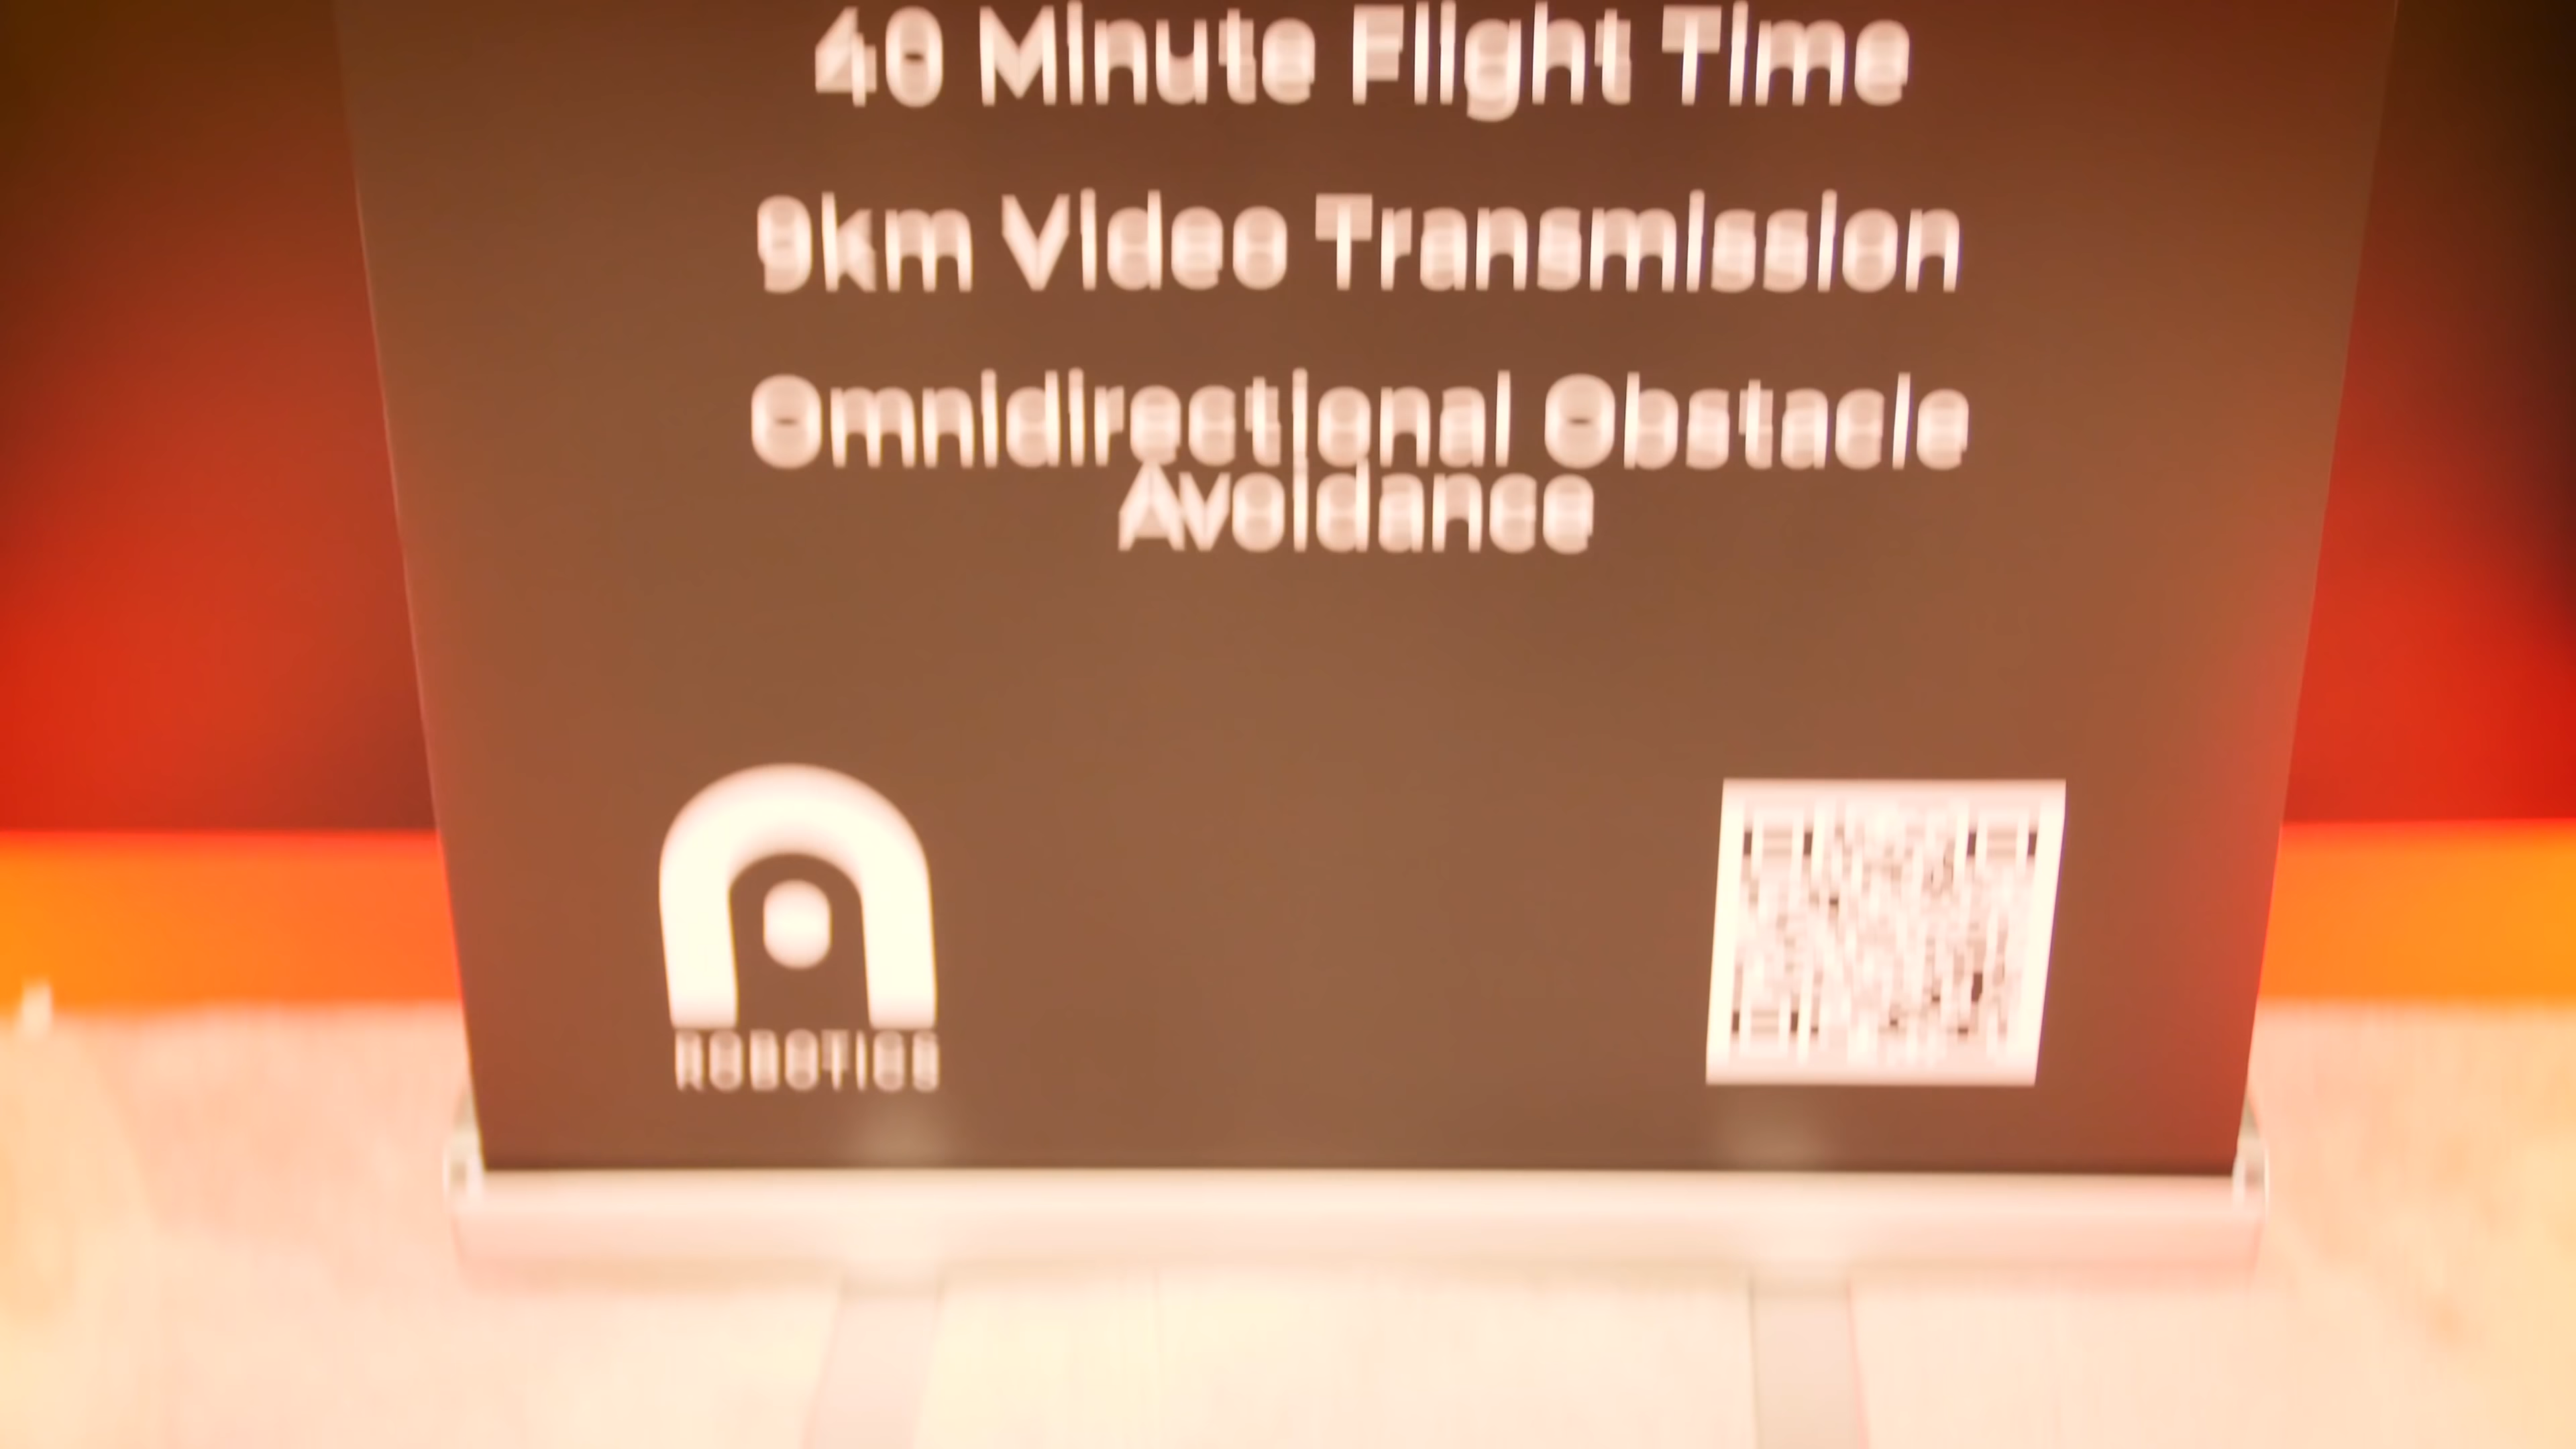 40 Minute Flight Time
9km Video Transmission
Omnidirectional Obstacle
Avoidance
ROBOTICS